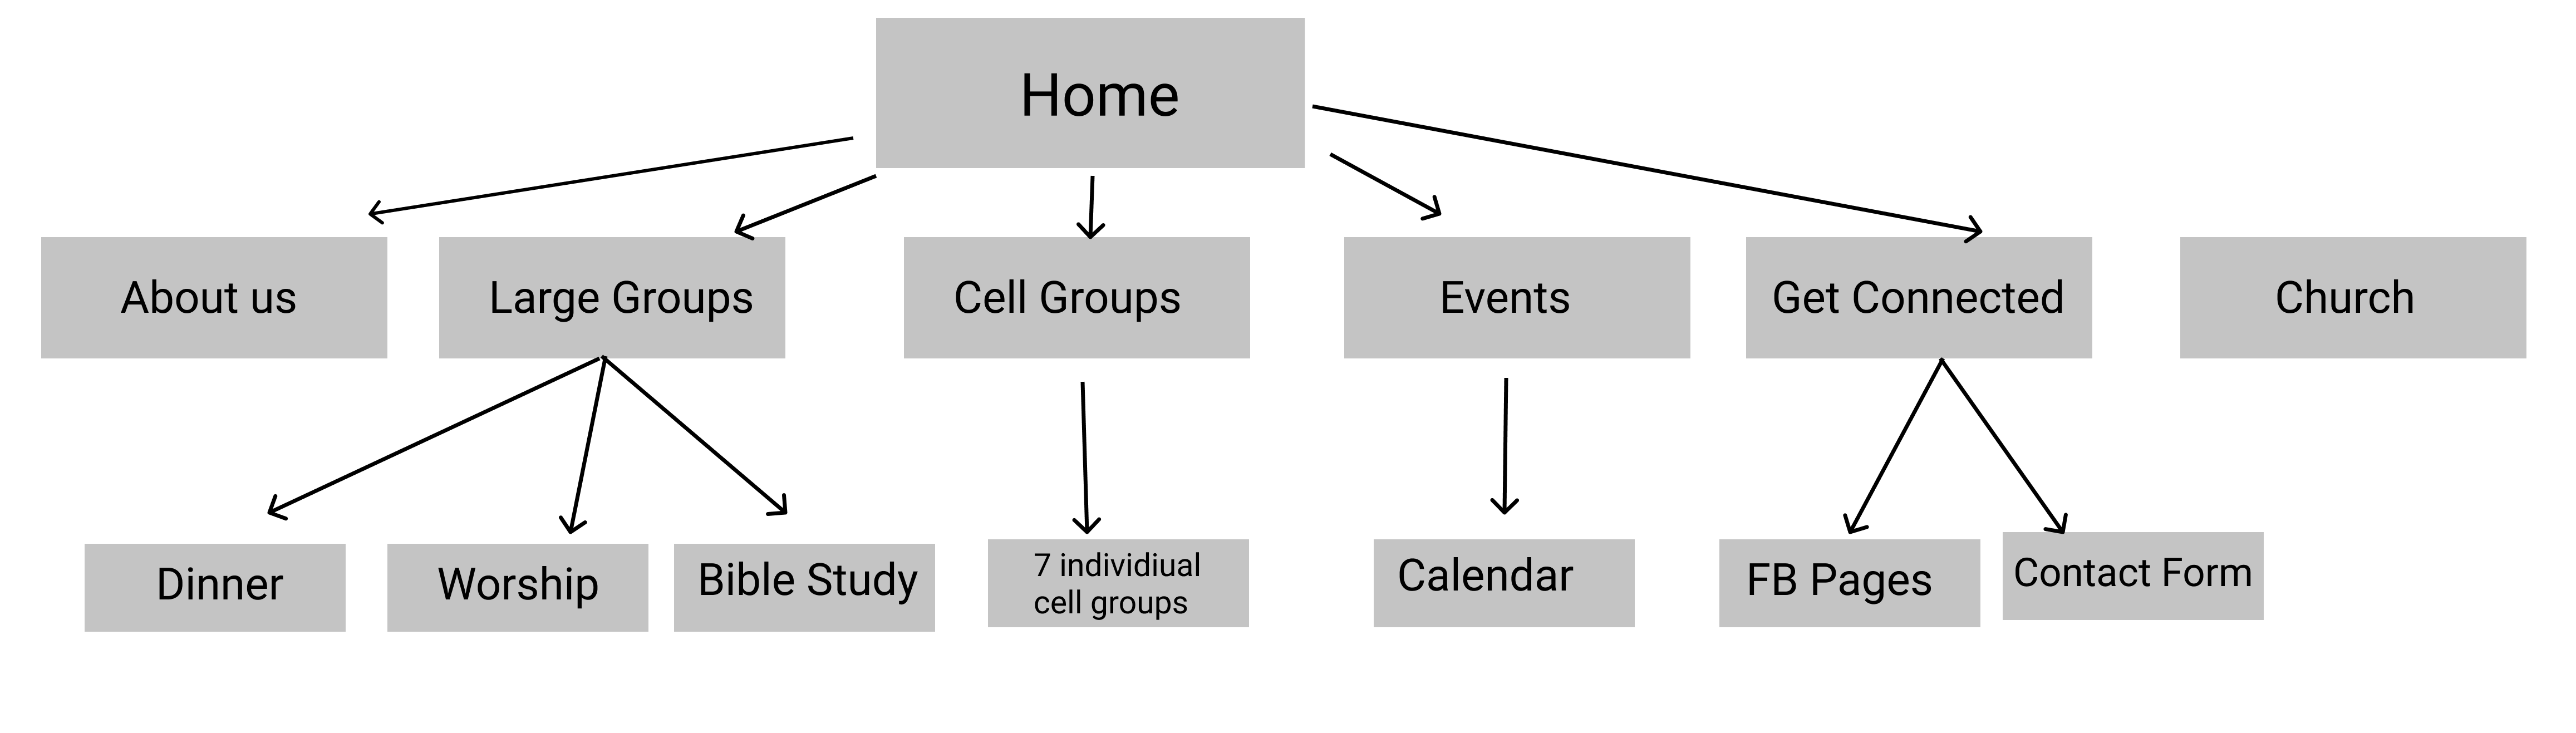 Home
About us
Large Groups
Cell Groups
Events
Get Connected
Church
Dinner
Worship
Bible Study
7 individiual
cell groups
Calendar
FB Pages
Contact Form